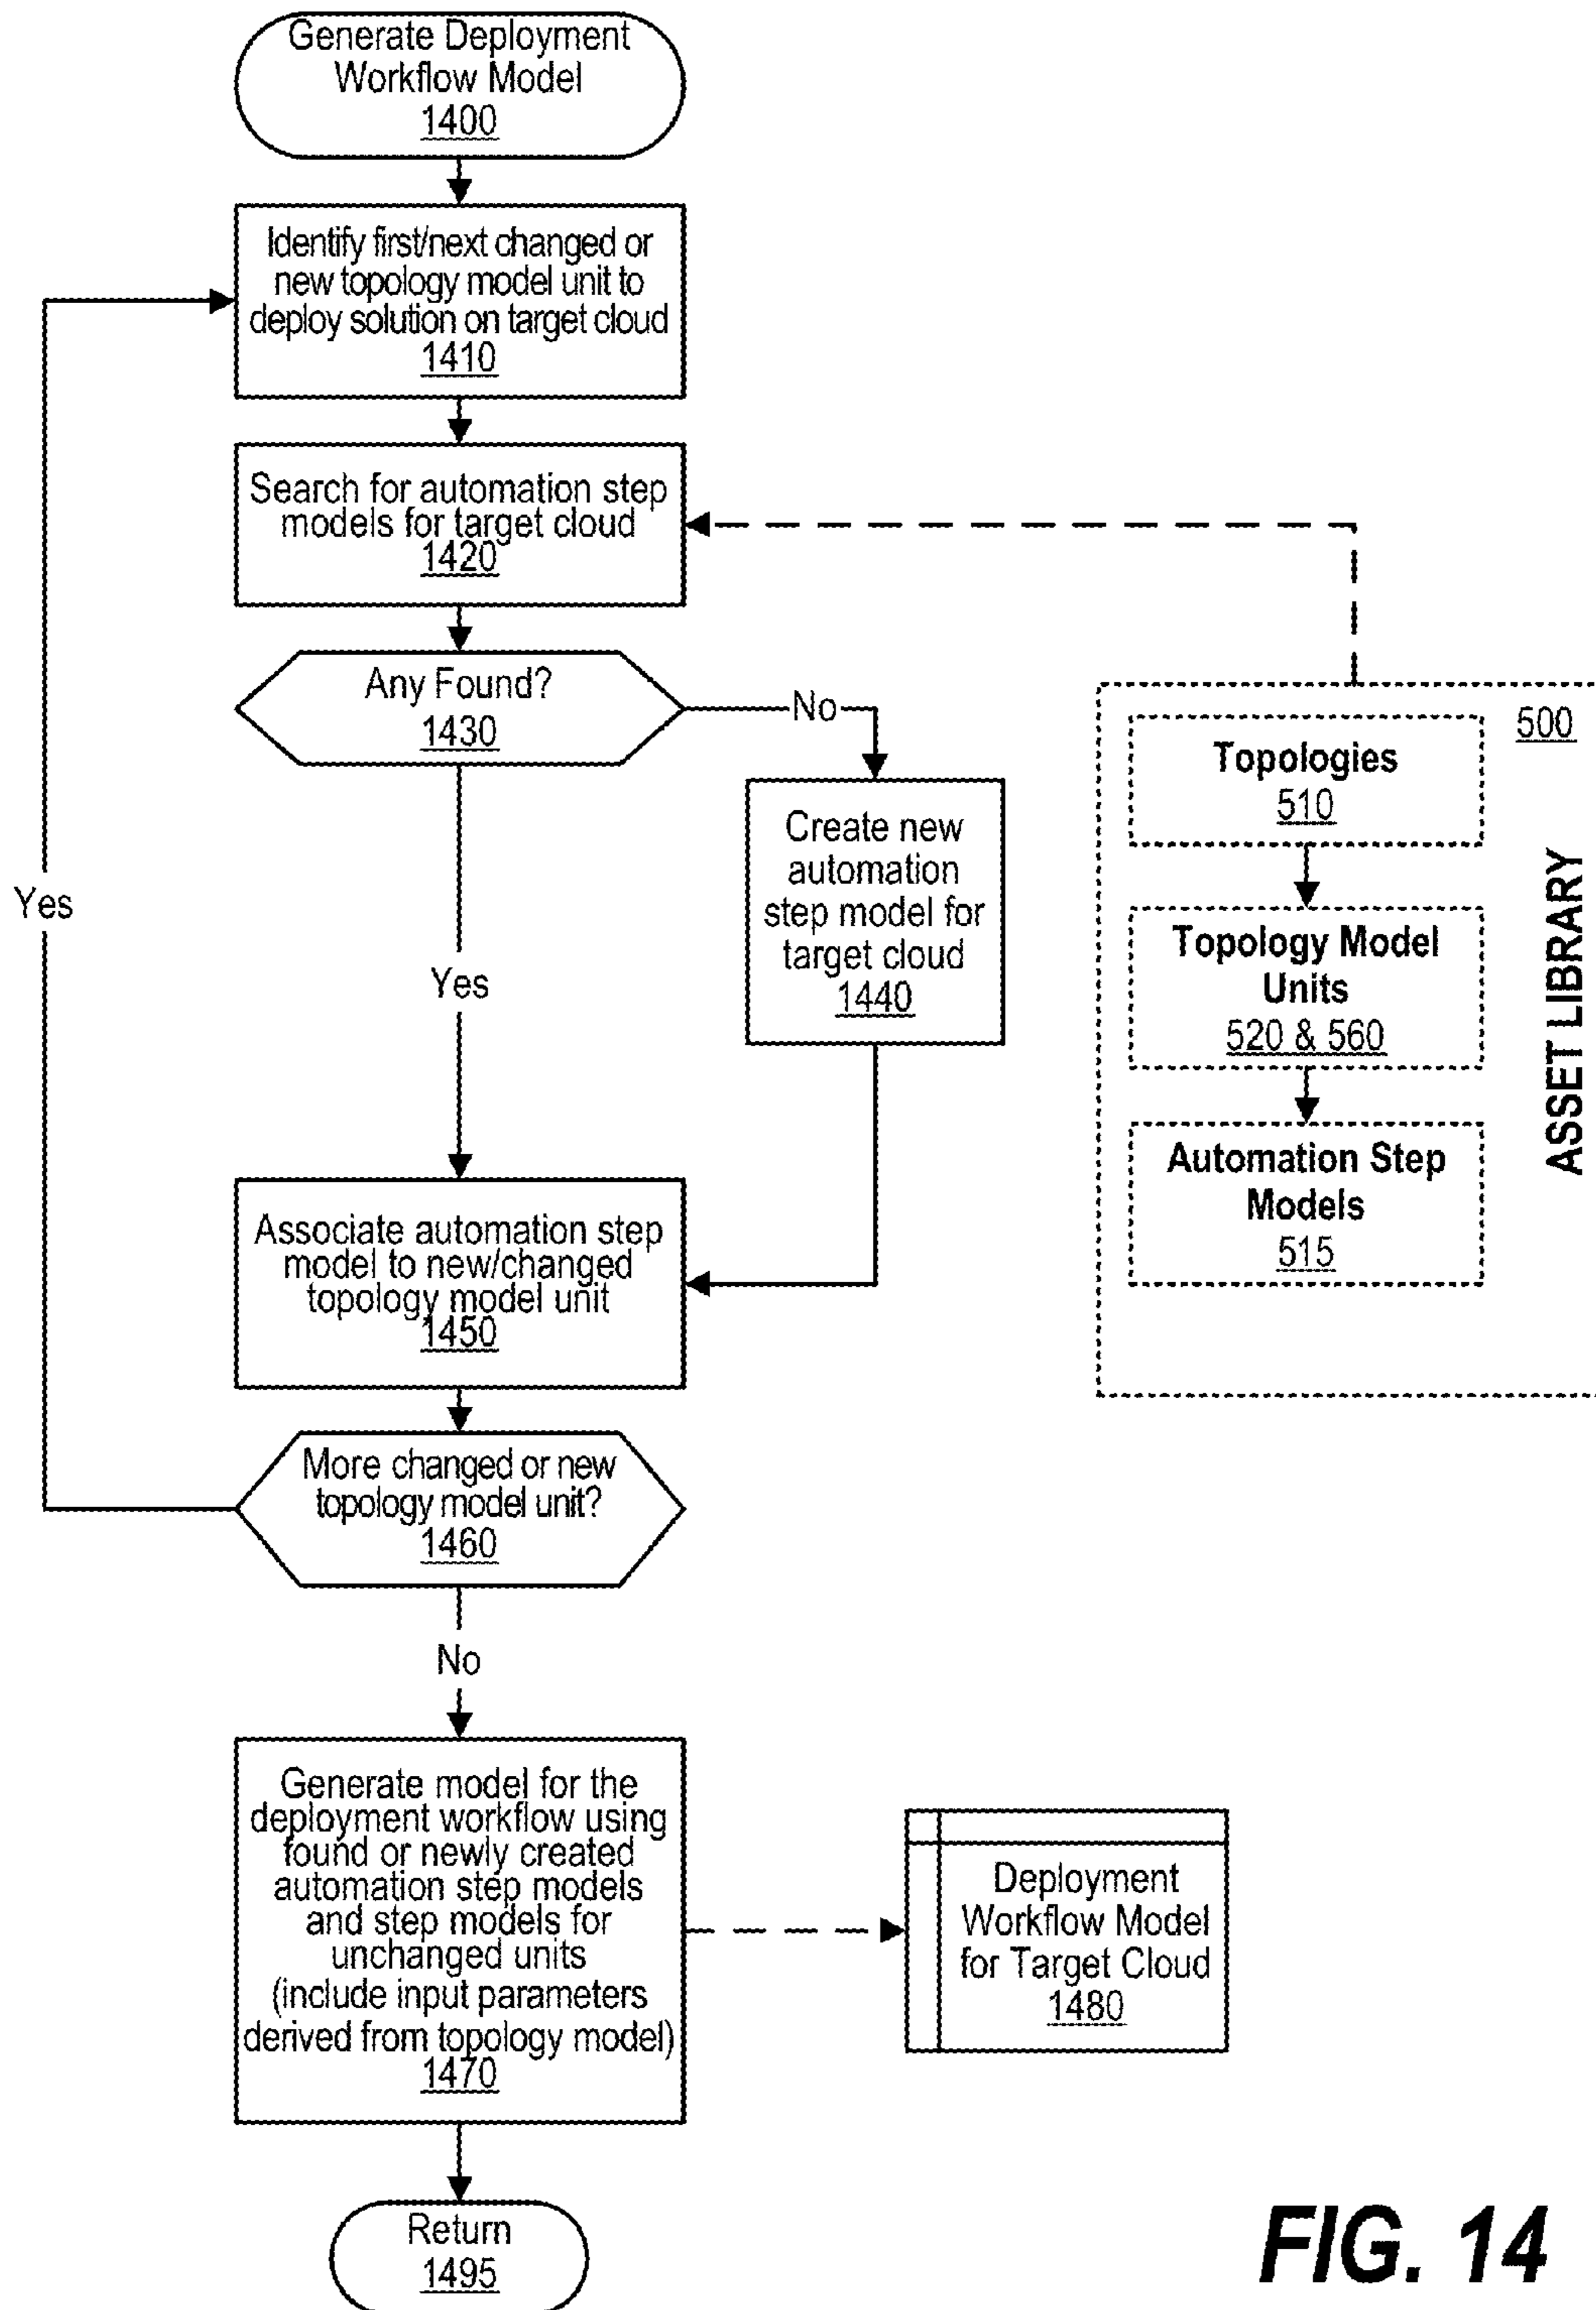 Generate Deployment
Workflow Model
1400
Identify first/next changed or
new topology model unit to
deploy solution on target cloud
1410
Search for automation step
models for target cloud
1420
Any Found?
1430
No
Create new
automation
step model for
target cloud
1440
Yes
Yes
Associate automation step
model to new/changed
topology model unit
1450
More changed or new
topology model unit?
1460
No
Generate model for the
deployment workflow using
found or newly created
automation step models
and step models for
unchanged units
(include input parameters
derived from topology model)
1470
Deployment
Workflow Model
for Target Cloud
1480
Return
1495
500
Topologies
510
Topology Model
Units
520 & 560
Automation Step
Models
515
ASSET LIBRARY
FIG. 14